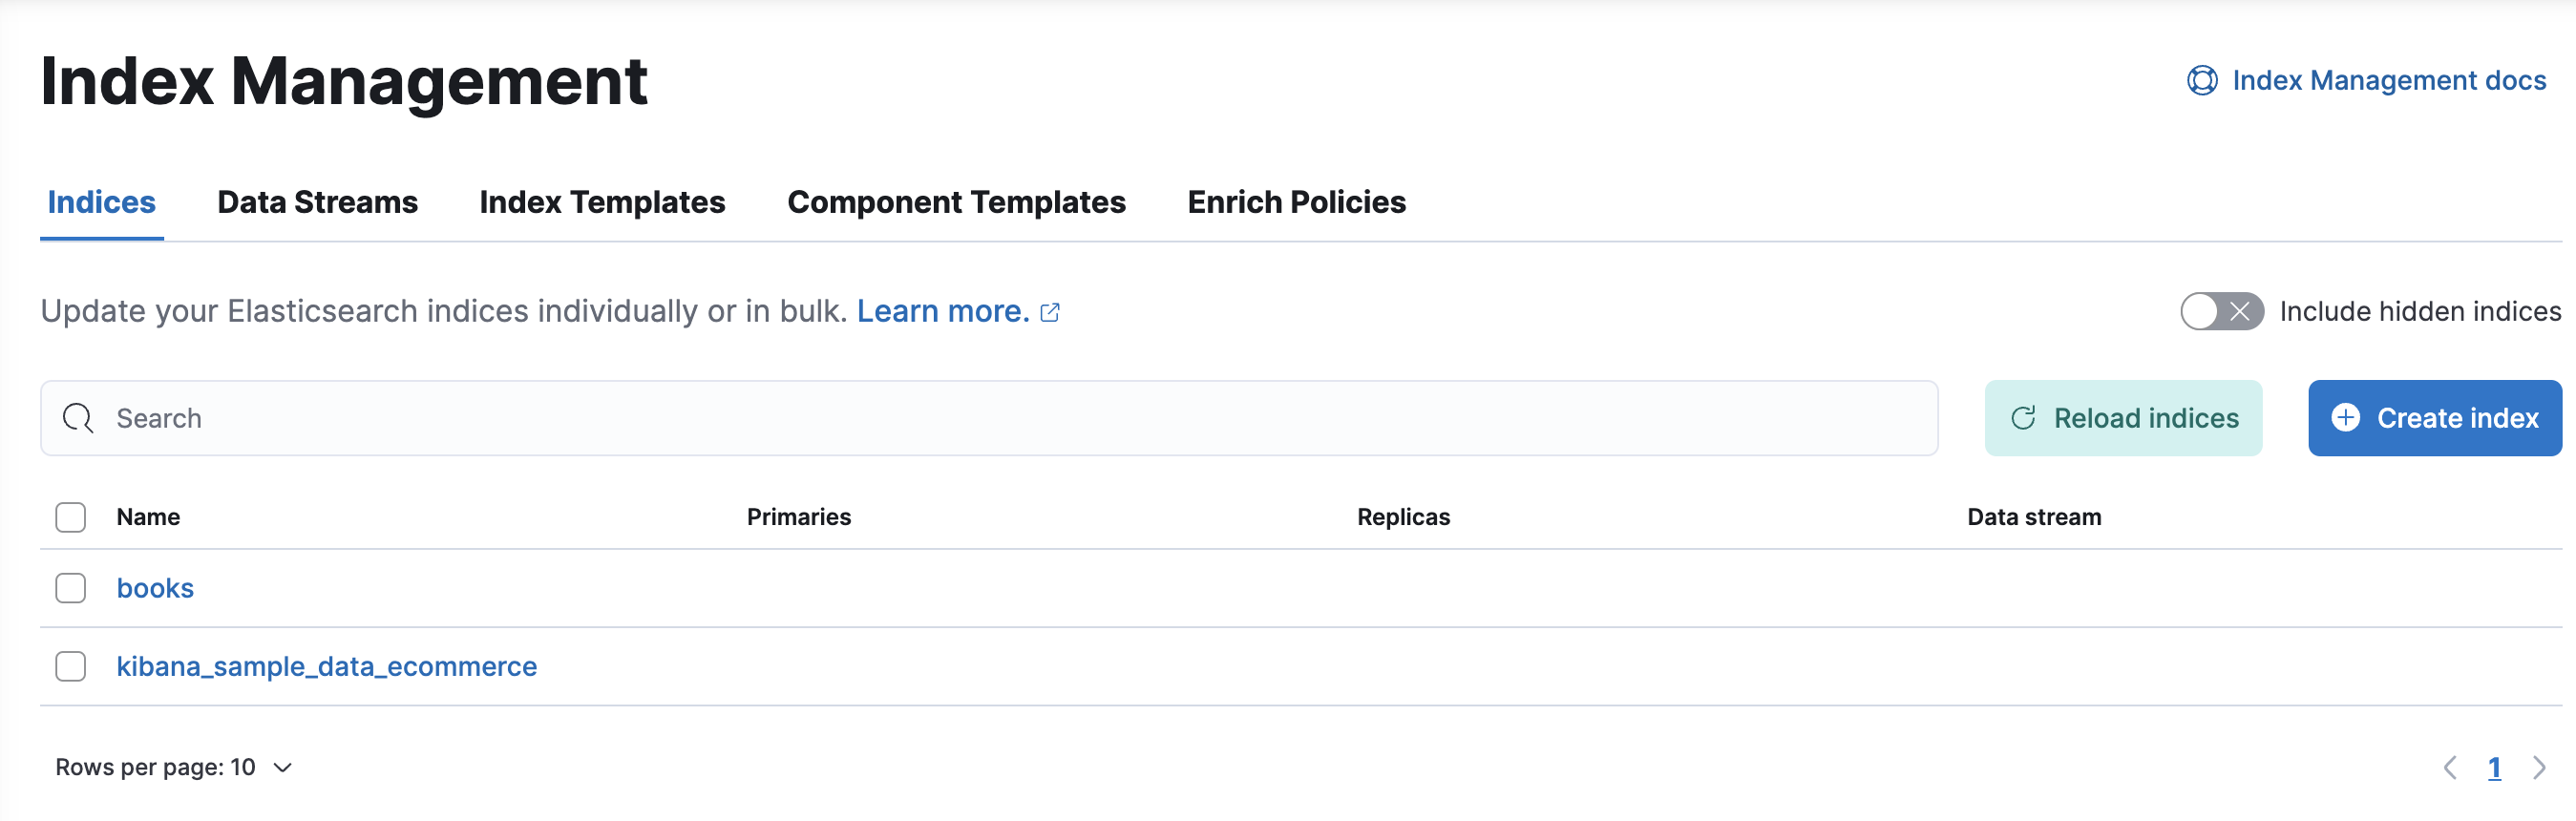 Index Management
Index Management docs
Indices Data Streams Index Templates Component Templates Enrich Policies
Update your Elasticsearch indices individually or in bulk. Learn more.
Include hidden indices
Search
Reload indices
Create index
Name Primaries Replicas Data stream
books
kibana_sample_data_ecommerce
Rows per page: 10
1